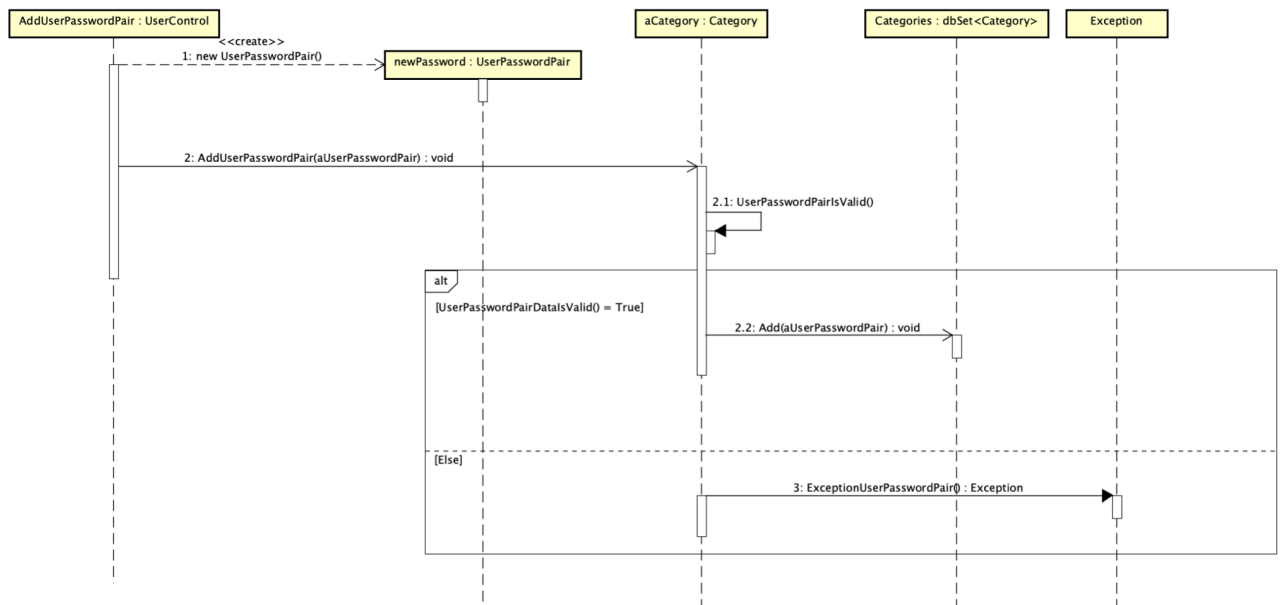 AddUserPasswordPair : UserControl
aCategory : Category
Categories : dbSet<Category>
Exception
<<create>>
1: new UserPasswordPair()
newPassword : UserPasswordPair
2: AddUserPasswordPair(aUserPasswordPair) : void
2.1: UserPasswordPairIsValid()
alt
[UserPasswordPairDataIsValid() = True]
2.2: Add(aUserPasswordPair) : void
[Else]
3: ExceptionUserPasswordPair() : Exception